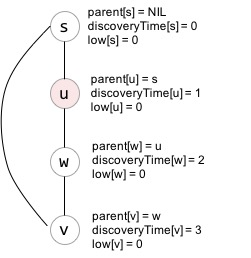 s
parent[s] = NIL
discoveryTime[s] = 0
low[s] = 0
u
parent[u] = s
discoveryTime[u] = 1
low[u] = 0
w
parent[w] = u
discoveryTime[w] = 2
low[w] = 0
v
parent[v] = w
discoveryTime[v] = 3
low[v] = 0